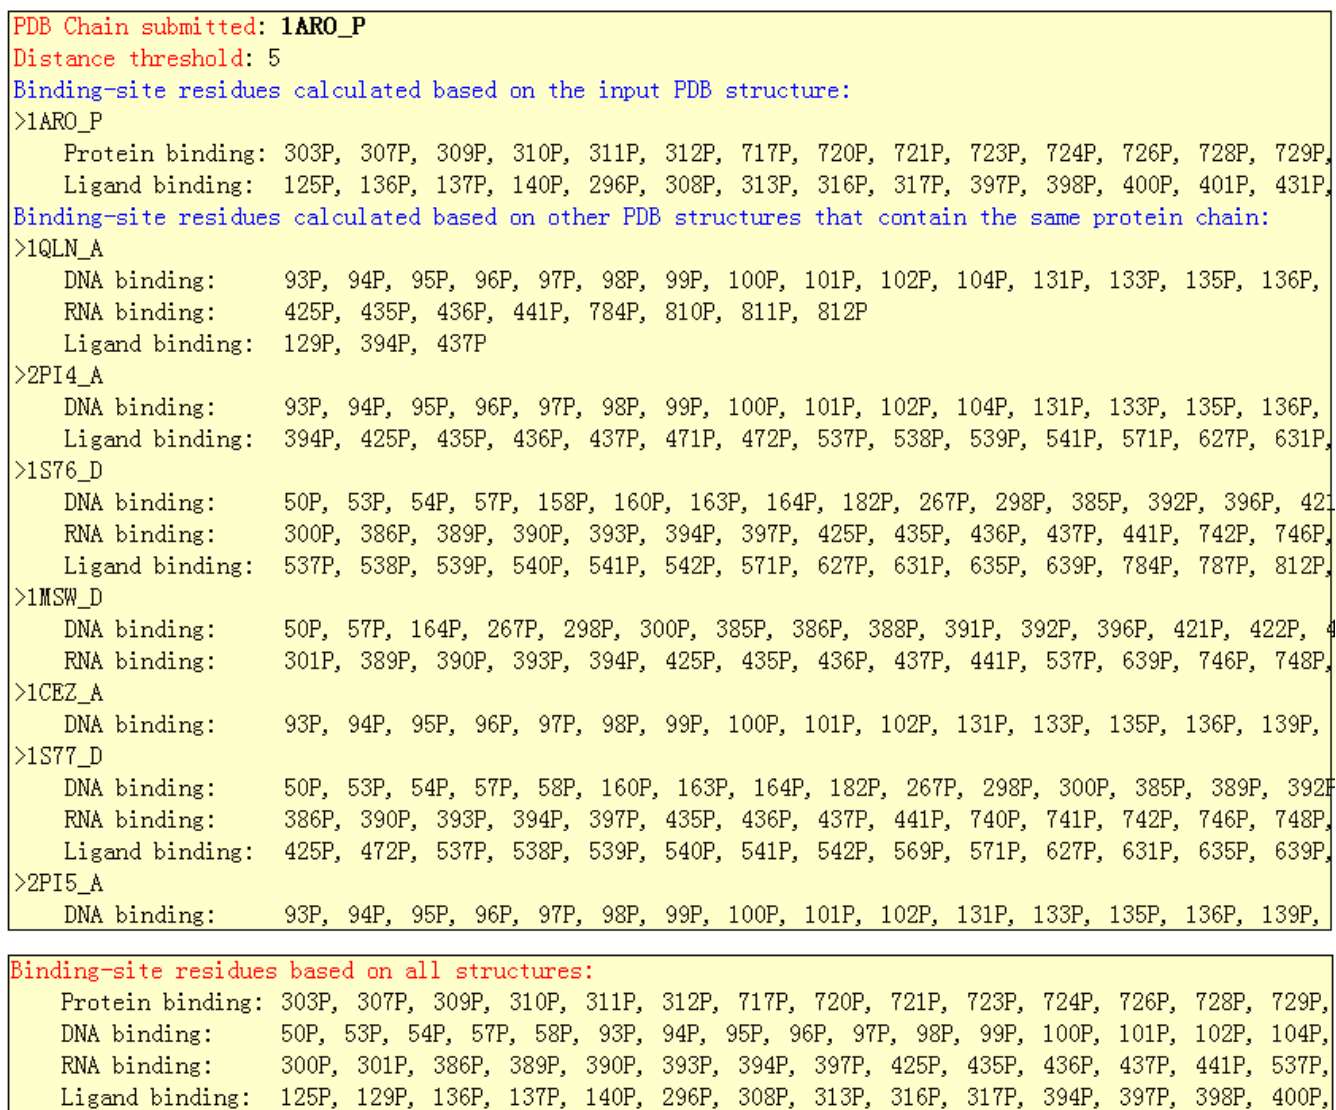 PDB Chain submitted: 1ARO_P
Distance threshold: 5
Binding-site residues calculated based on the input PDB structure:
>1ARO_P
Protein binding: 303P, 307P, 309P, 310P, 311P, 312P, 717P, 720P, 721P, 723P, 724P, 726P, 728P, 729P,
Ligand binding: 125P, 136P, 137P, 140P, 296P, 308P, 313P, 316P, 317P, 397P, 398P, 400P, 401P, 431P,
Binding-site residues calculated based on other PDB structures that contain the same protein chain:
>1QLN_A
DNA binding: 93P, 94P, 95P, 96P, 97P, 98P, 99P, 100P, 101P, 102P, 104P, 131P, 133P, 135P, 136P,
RNA binding: 425P, 435P, 436P, 441P, 784P, 810P, 811P, 812P
Ligand binding: 129P, 394P, 437P
>2PI4_A
DNA binding: 93P, 94P, 95P, 96P, 97P, 98P, 99P, 100P, 101P, 102P, 104P, 131P, 133P, 135P, 136P,
Ligand binding: 394P, 425P, 435P, 436P, 437P, 471P, 472P, 537P, 538P, 539P, 541P, 571P, 627P, 631P,
>1S76_D
DNA binding: 50P, 53P, 54P, 57P, 158P, 160P, 163P, 164P, 182P, 267P, 298P, 385P, 392P, 396P, 421
RNA binding: 300P, 386P, 389P, 390P, 393P, 394P, 397P, 425P, 435P, 436P, 437P, 441P, 742P, 746P,
Ligand binding: 537P, 538P, 539P, 540P, 541P, 542P, 571P, 627P, 631P, 635P, 639P, 784P, 787P, 812P,
>1MSW_D
DNA binding: 50P, 57P, 164P, 267P, 298P, 300P, 385P, 386P, 388P, 391P, 392P, 396P, 421P, 422P, 4
RNA binding: 301P, 389P, 390P, 393P, 394P, 425P, 435P, 436P, 437P, 441P, 537P, 639P, 746P, 748P,
>1CEZ_A
DNA binding: 93P, 94P, 95P, 96P, 97P, 98P, 99P, 100P, 101P, 102P, 131P, 133P, 135P, 136P, 139P,
>1S77_D
DNA binding: 50P, 53P, 54P, 57P, 58P, 160P, 163P, 164P, 182P, 267P, 298P, 300P, 385P, 389P, 392P
RNA binding: 386P, 390P, 393P, 394P, 397P, 435P, 436P, 437P, 441P, 740P, 741P, 742P, 746P, 748P,
Ligand binding: 425P, 472P, 537P, 538P, 539P, 540P, 541P, 542P, 569P, 571P, 627P, 631P, 635P, 639P,
>2PI5_A
DNA binding: 93P, 94P, 95P, 96P, 97P, 98P, 99P, 100P, 101P, 102P, 131P, 133P, 135P, 136P, 139P,
Binding-site residues based on all structures:
Protein binding: 303P, 307P, 309P, 310P, 311P, 312P, 717P, 720P, 721P, 723P, 724P, 726P, 728P, 729P,
DNA binding: 50P, 53P, 54P, 57P, 58P, 93P, 94P, 95P, 96P, 97P, 98P, 99P, 100P, 101P, 102P, 104P,
RNA binding: 300P, 301P, 386P, 389P, 390P, 393P, 394P, 397P, 425P, 435P, 436P, 437P, 441P, 537P,
Ligand binding: 125P, 129P, 136P, 137P, 140P, 296P, 308P, 313P, 316P, 317P, 394P, 397P, 398P, 400P,